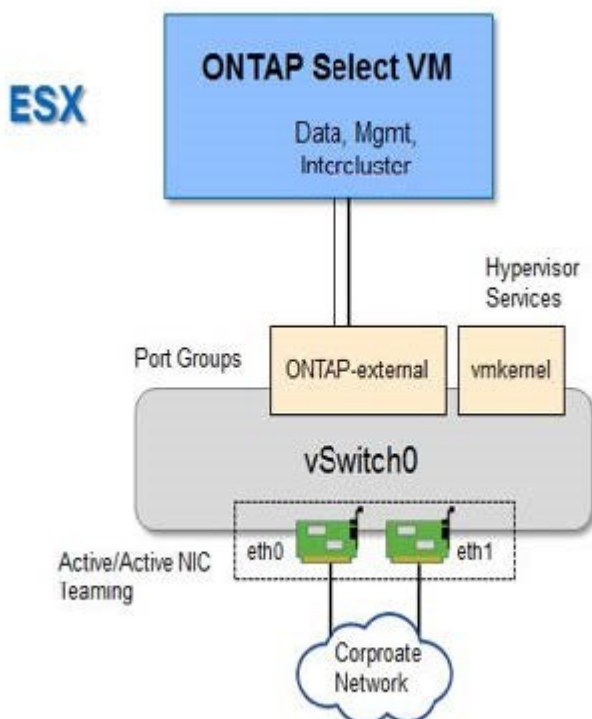 ESX
ONTAP Select VM
Data, Mgmt,
Intercluster
Hypervisor
Services
Port Groups
ONTAP-external
vmkernel
vSwitch0
eth0
eth1
Active/Active NIC
Teaming
Corproate
Network